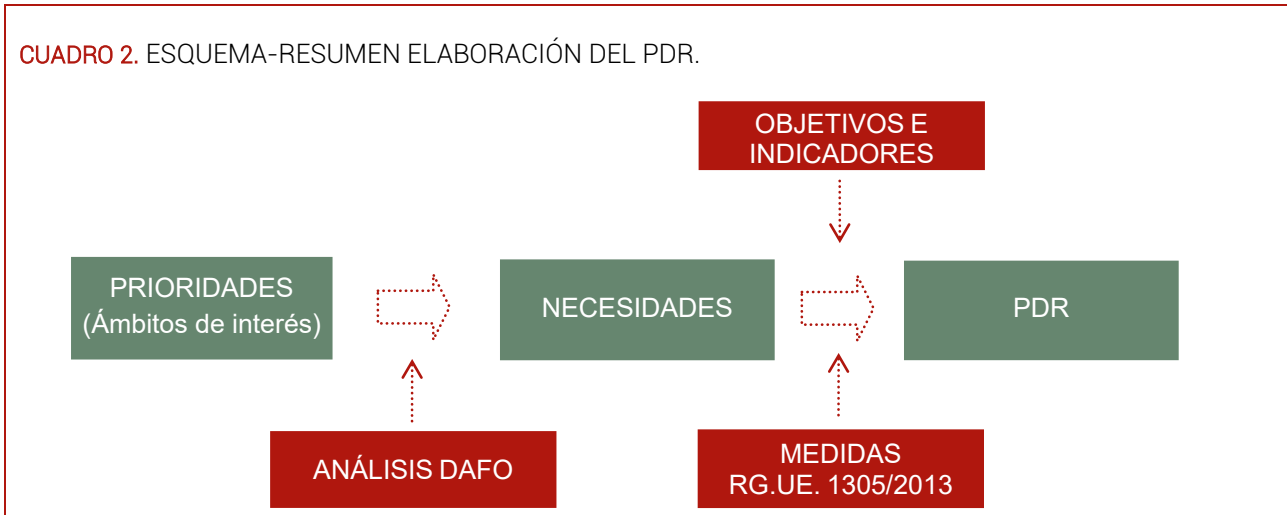 CUADRO 2. ESQUEMA-RESUMEN ELABORACIÓN DEL PDR.
OBJETIVOS E
INDICADORES
PRIORIDADES
(Ámbitos de interés)
NECESIDADES
PDR
ANÁLISIS DAFO
MEDIDAS
RG.UE. 1305/2013